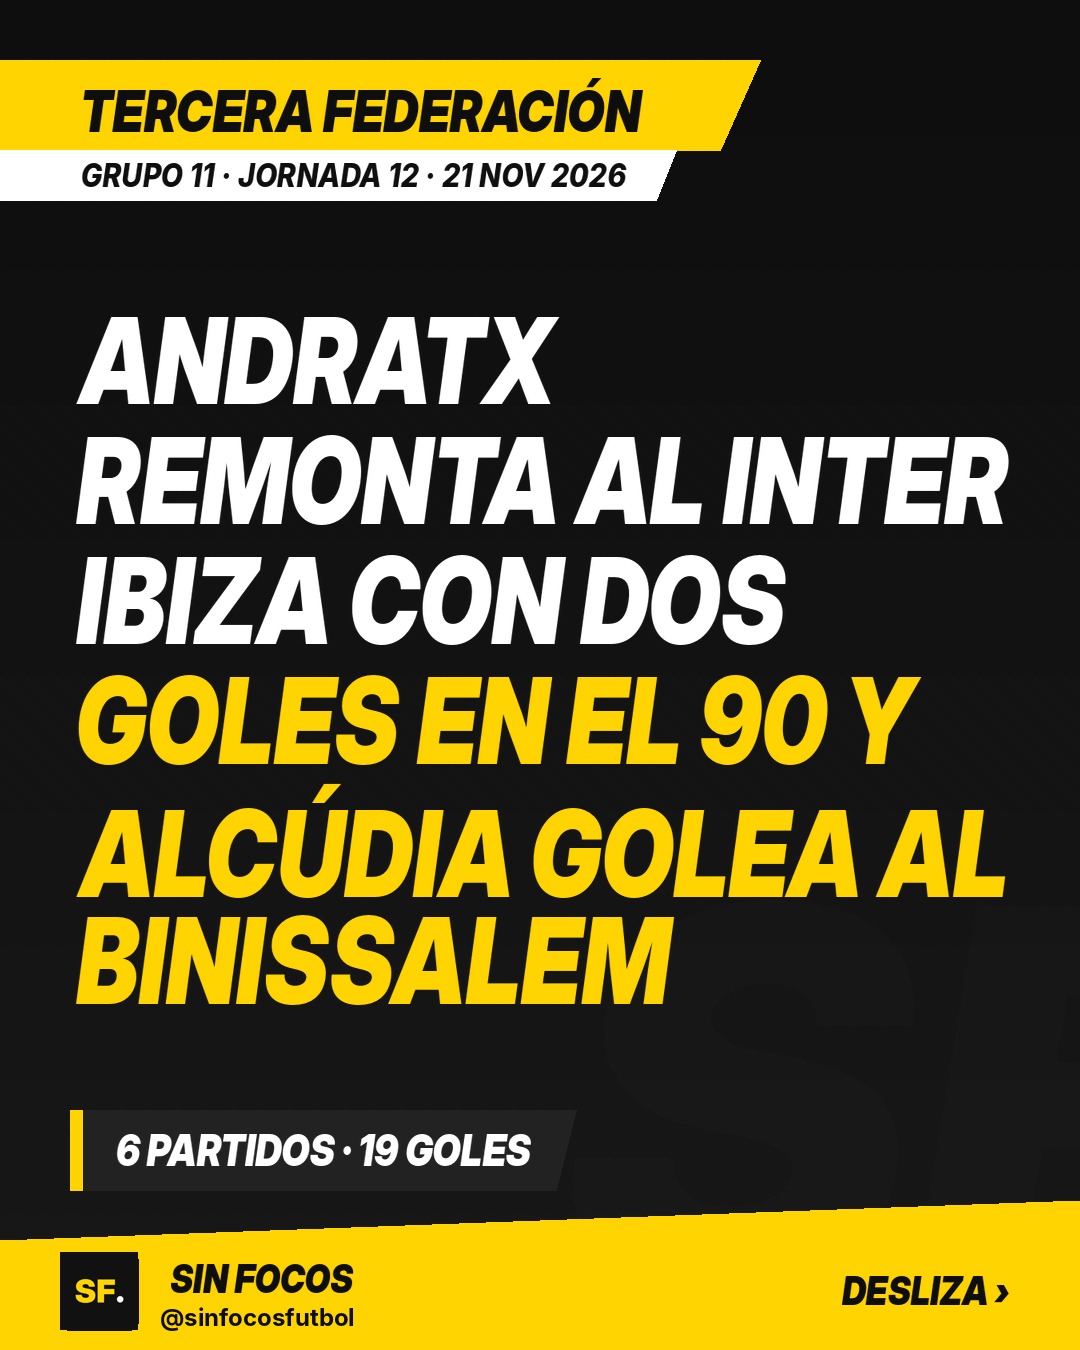 TERCERA FEDERACIÓN
GRUPO 11 · JORNADA 12 · 21 NOV 2026
ANDRATX
REMONTA AL INTER
IBIZA CON DOS
GOLES EN EL 90 Y
ALCÚDIA GOLEA AL
BINISSALEM
6 PARTIDOS · 19 GOLES
SF.
SIN FOCOS
@sinfocosfutbol
DESLIZA ›